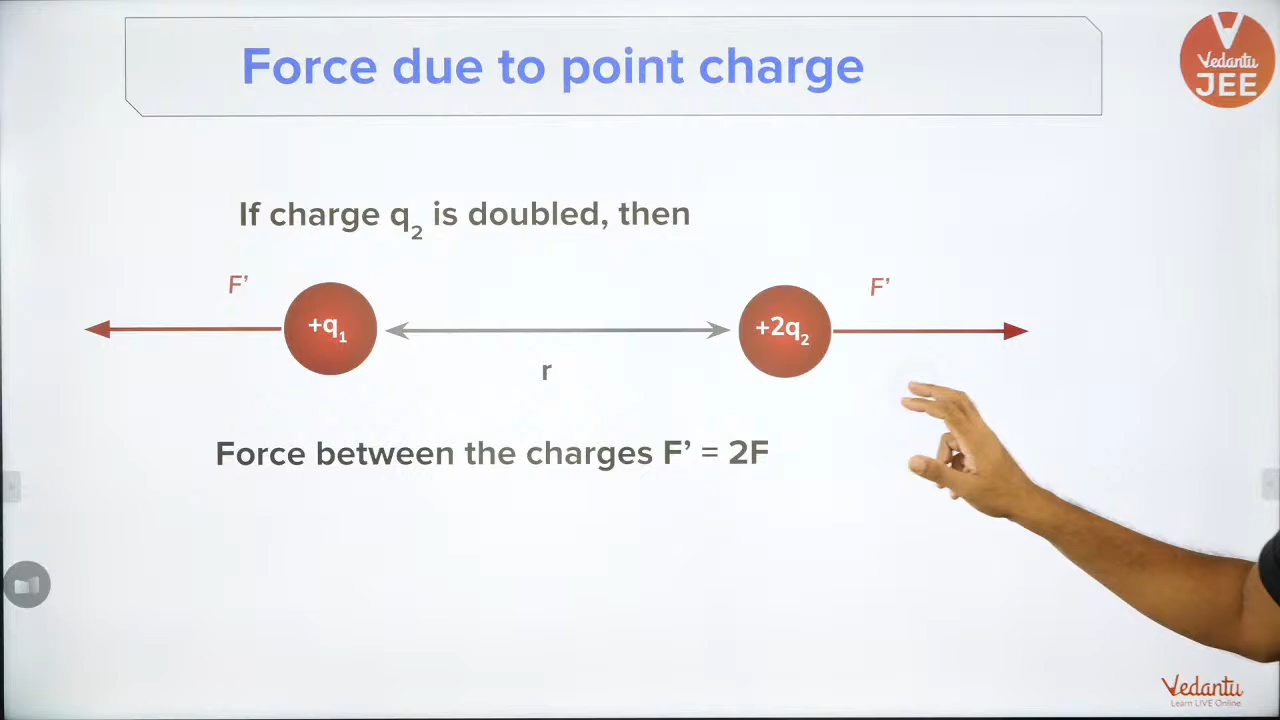 Force due to point charge
Vedantu
JEE
If charge q₂ is doubled, then
F’
F’
+q₁
+2q₂
r
Force between the charges F’ = 2F
Vedantu
Learn LIVE Online